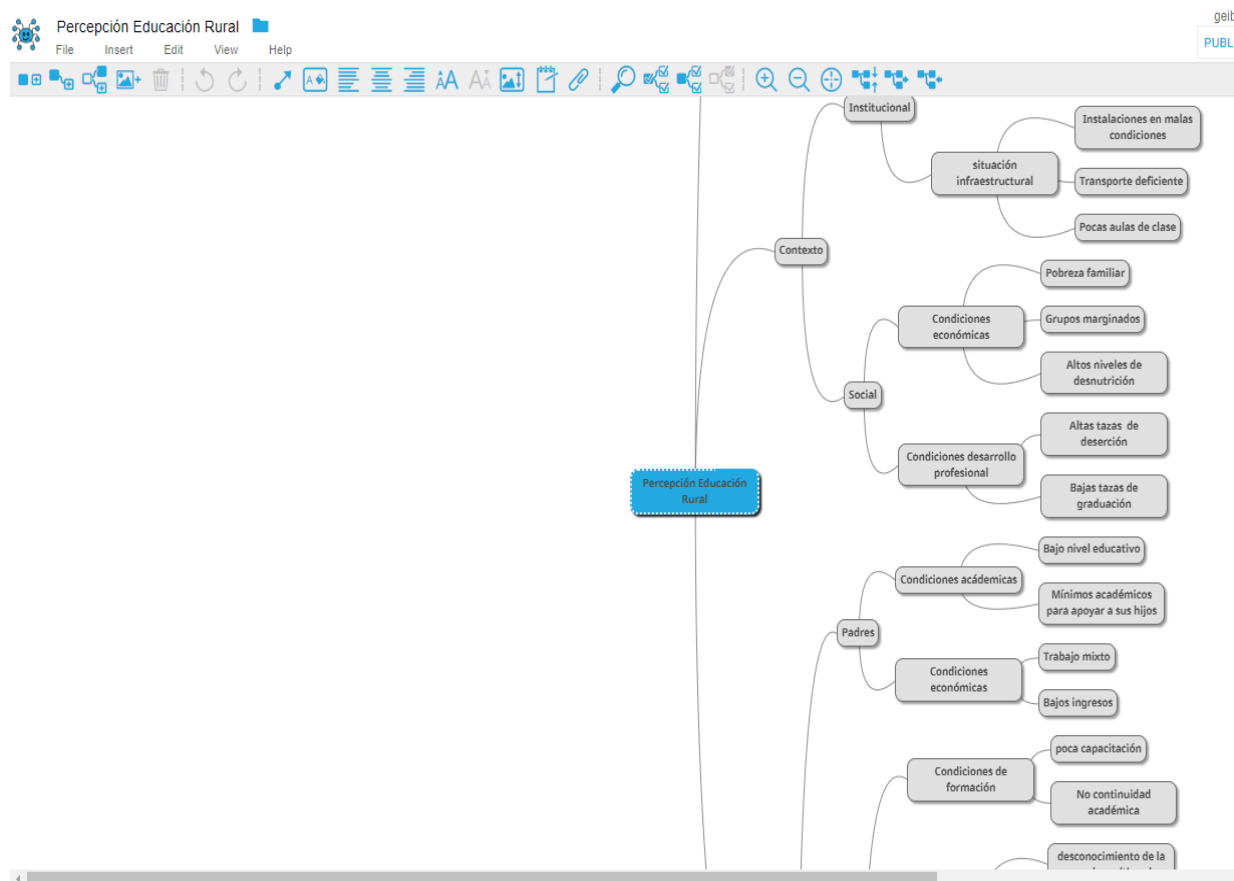 Percepción Educación Rural
geib
File Insert Edit View Help
PUBL
Institucional
Instalaciones en malas
condiciones
situación
infraestructural
Transporte deficiente
Pocas aulas de clase
Contexto
Pobreza familiar
Condiciones
económicas
Grupos marginados
Altos niveles de
desnutrición
Social
Altas tazas de
deserción
Condiciones desarrollo
profesional
Bajas tazas de
graduación
Percepción Educación
Rural
Bajo nivel educativo
Condiciones acádemicas
Mínimos académicos
para apoyar a sus hijos
Padres
Trabajo mixto
Condiciones
económicas
Bajos ingresos
poca capacitación
Condiciones de
formación
No continuidad
académica
desconocimiento de la